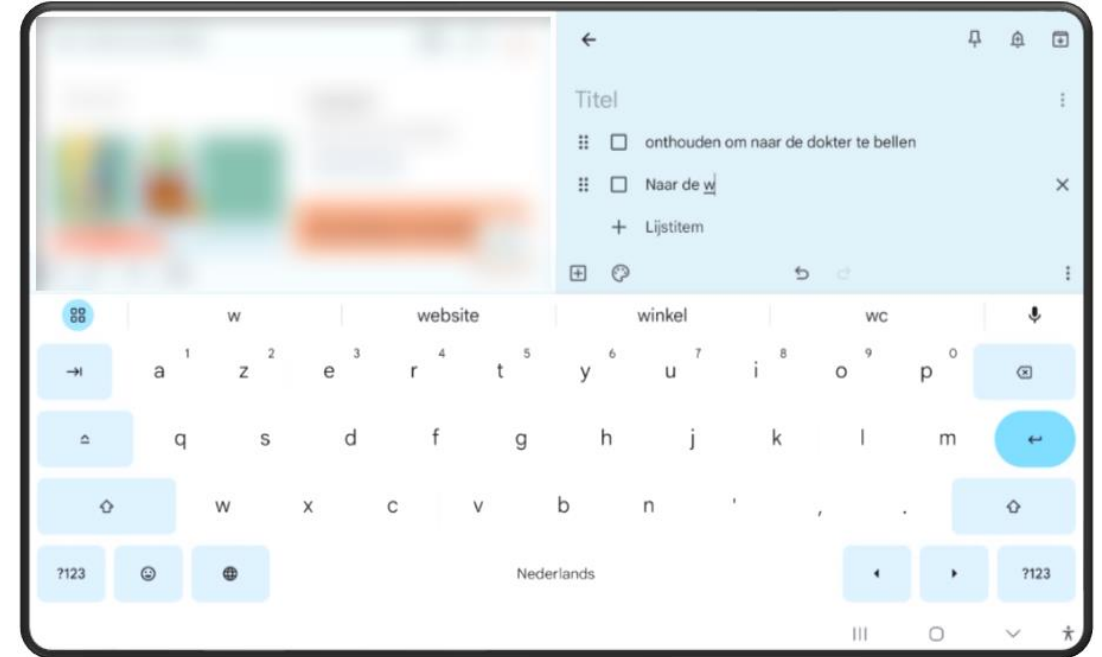 Titel
onthouden om naar de dokter te bellen
Naar de w
Lijstitem
w website winkel wc
a 1 z 2 e 3 r 4 t 5 y 6 u 7 i 8 o 9 p 0
q s d f g h j k l m
w x c v b n ' , .
?123 Nederlands ?123